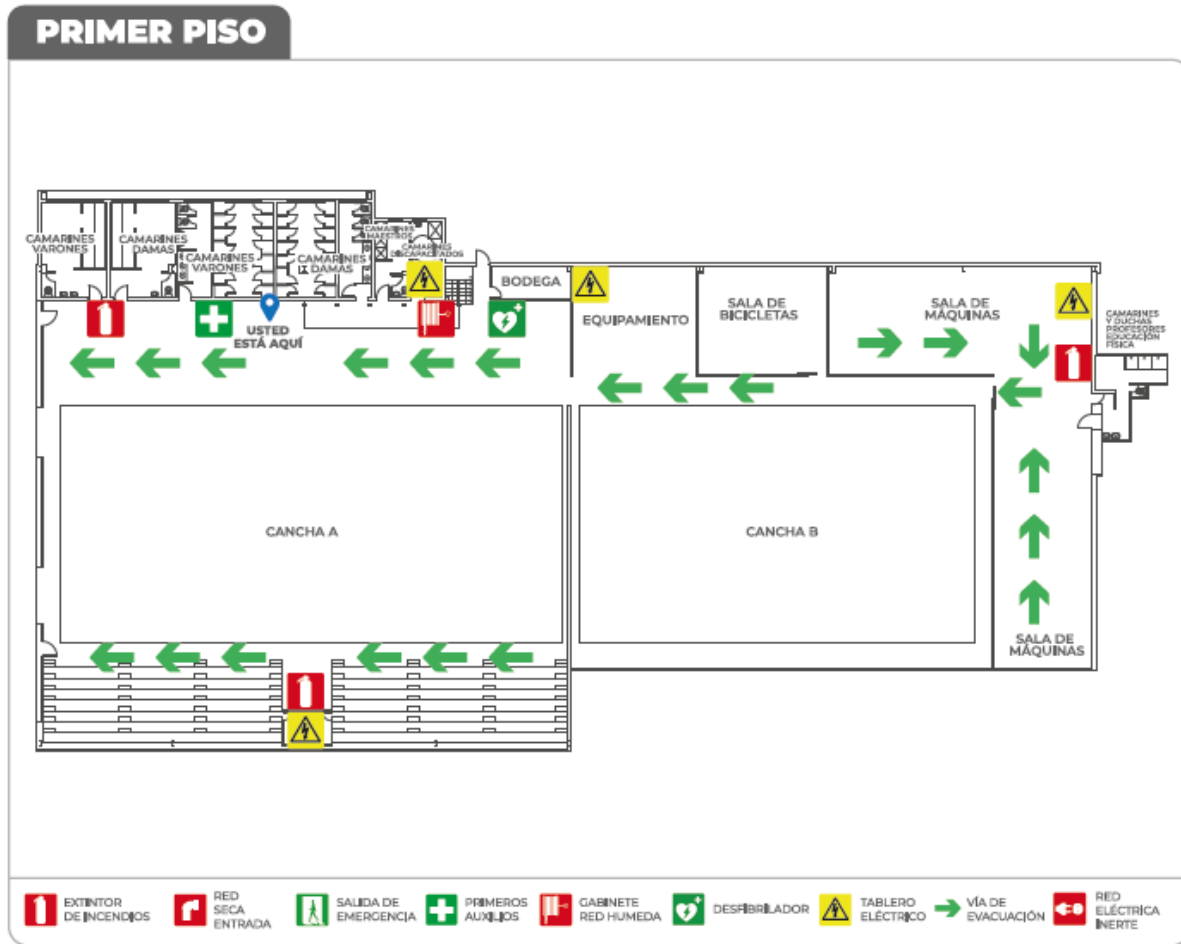 PRIMER PISO
CAMARINES
VARONES
CAMARINES
DAMAS
CAMARINES
VARONES
CAMARINES
DAMAS
CAMARINES
MAESTROS
CAMARINES
DISCAPACITADOS
USTED
ESTÁ AQUÍ
BODEGA
EQUIPAMIENTO
SALA DE
BICICLETAS
SALA DE
MÁQUINAS
CAMARINES
Y DUCHAS
PROFESORES
EDUCACIÓN
FÍSICA
CANCHA A
CANCHA B
SALA DE
MÁQUINAS
EXTINTOR
DE INCENDIOS
RED
SECA
ENTRADA
SALIDA DE
EMERGENCIA
PRIMEROS
AUXILIOS
GABINETE
RED HUMEDA
DESFIBRILADOR
TABLERO
ELÉCTRICO
VÍA DE
EVACUACIÓN
RED
ELÉCTRICA
INERTE